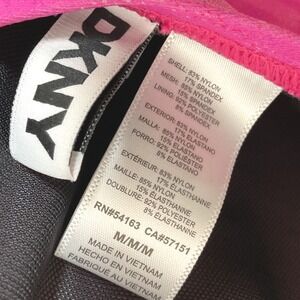 DKNY
SHELL: 83% NYLON
17% SPANDEX
MESH: 85% NYLON
15% SPANDEX
LINING: 92% POLYESTER
8% SPANDEX
EXTERIOR: 83% NYLON
17% ELASTANO
MALLA: 85% NYLON
15% ELASTANO
FORRO: 92% POLIÉSTER
8% ELASTANO
EXTÉRIEUR: 83% NYLON
17% ÉLASTHANNE
MAILLE: 85% NYLON
15% ÉLASTHANNE
DOUBLURE: 92% POLYESTER
8% ÉLASTHANNE
RN#54163 CA#57151
M/M/M
MADE IN VIETNAM
HECHO EN VIETNAM
FABRIQUÉ AU VIETNAM